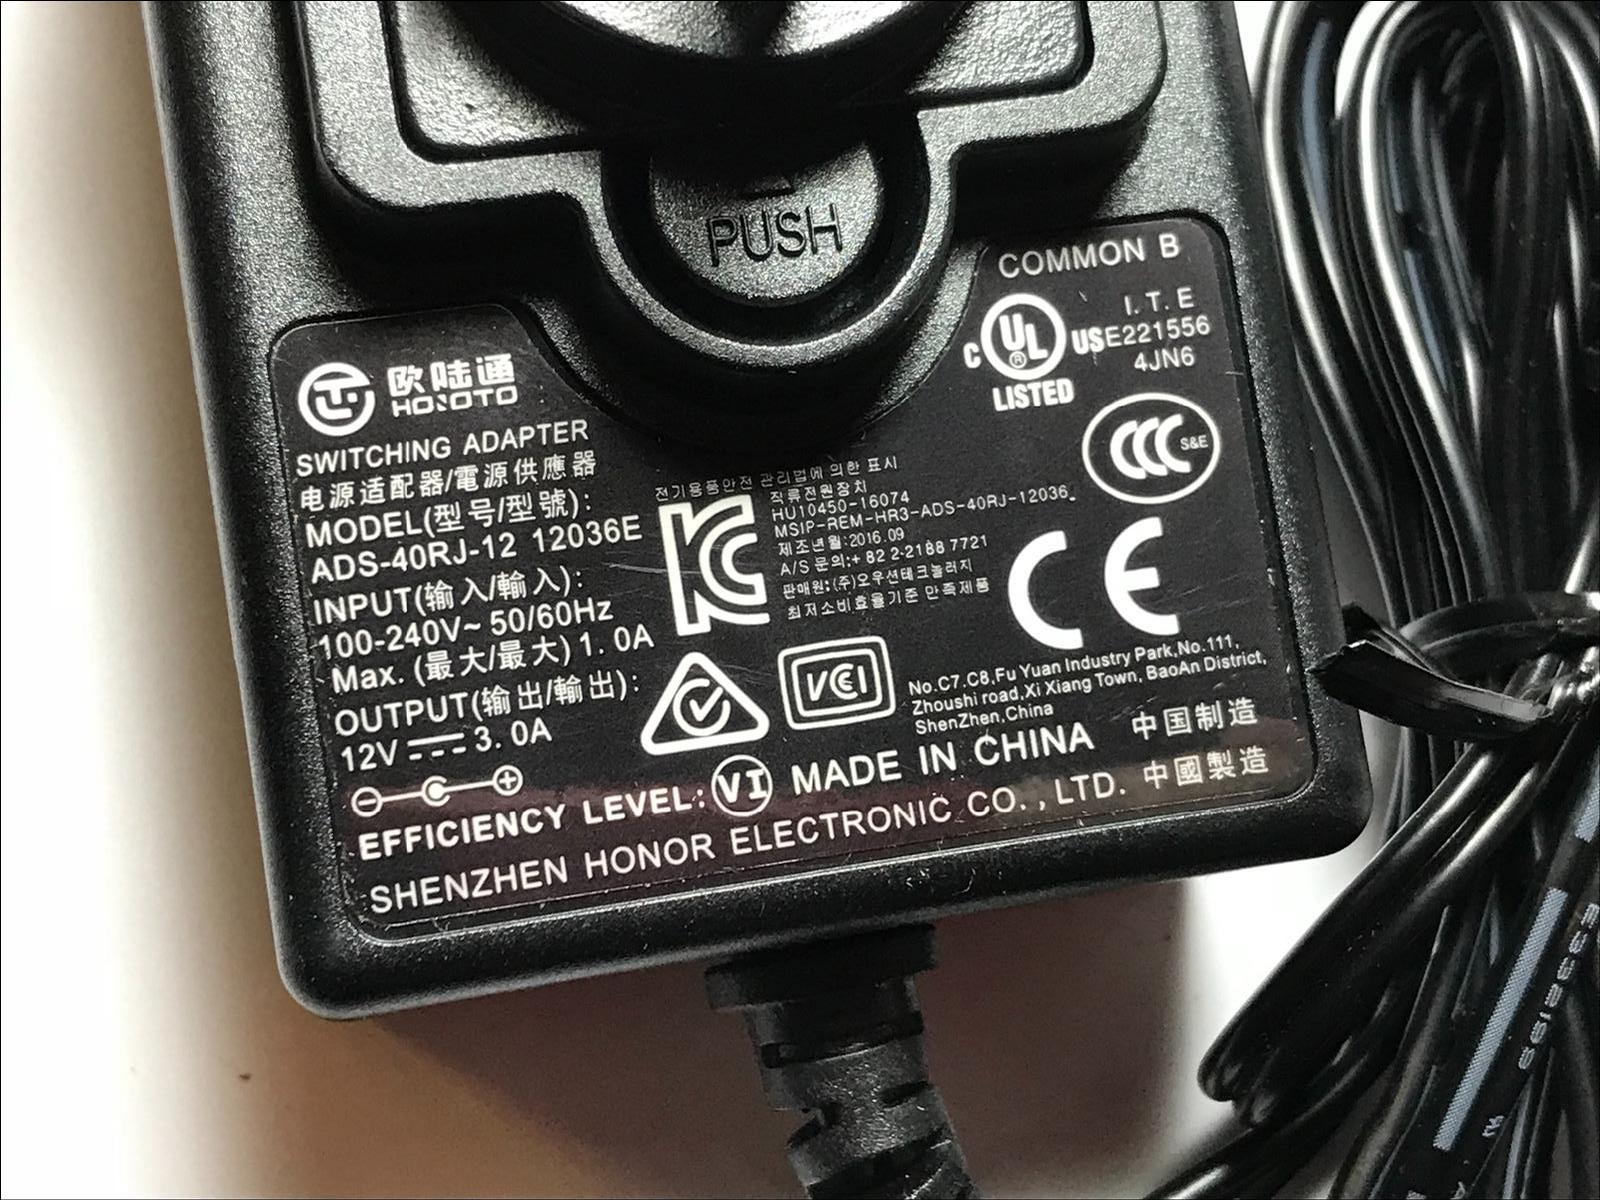 PUSH
COMMON B
I. T. E
C UL US E221556
® 4JN6
LISTED
欧陆通
HONOTO
SWITCHING ADAPTER
电源适配器/電源供應器
MODEL(型号/型號):
ADS-40RJ-12 12036E
INPUT(输入/輸入):
100-240V~ 50/60Hz
Max. (最大/最大) 1. 0A
OUTPUT(输出/輸出):
12V 3. 0A
전기용품안전 관리법에 의한 표시
직류전원장치
HU10450-16074
MSIP-REM-HR3-ADS-40RJ-12036
제조년월:2016.09
A/S 문의:+ 82 2-2188 7721
판매원:(주)오우션테크놀러지
최저소비효율기준 만족제품
CCC S&E
CE
VCI
No.C7.C8.Fu Yuan Industry Park,No.111,
Zhoushi road,Xi Xiang Town, BaoAn District,
ShenZhen,China
EFFICIENCY LEVEL: VI MADE IN CHINA 中国制造
SHENZHEN HONOR ELECTRONIC CO. , LTD. 中國製造